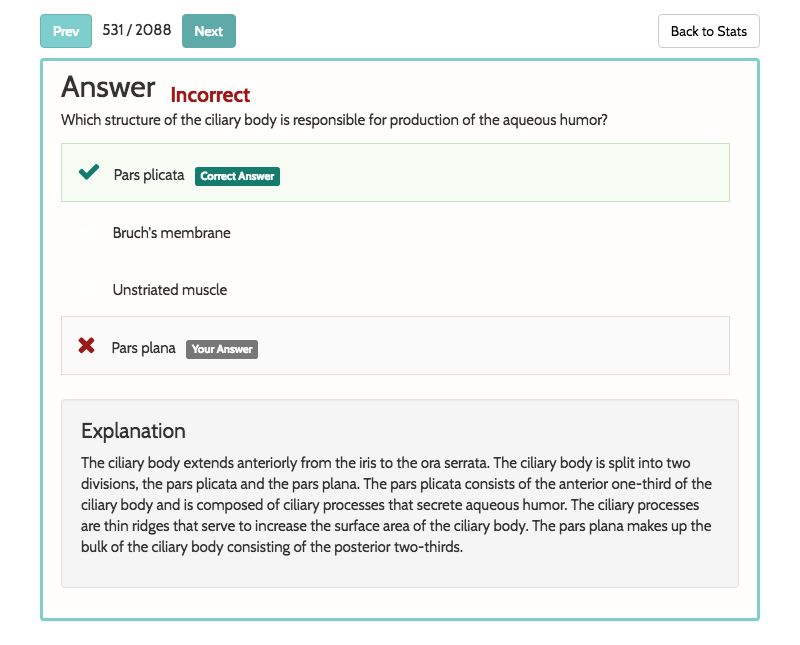 Prev 531 / 2088 Next Back to Stats
Answer Incorrect
Which structure of the ciliary body is responsible for production of the aqueous humor?
Pars plicata Correct Answer
Bruch's membrane
Unstriated muscle
Pars plana Your Answer
Explanation
The ciliary body extends anteriorly from the iris to the ora serrata. The ciliary body is split into two
divisions, the pars plicata and the pars plana. The pars plicata consists of the anterior one-third of the
ciliary body and is composed of ciliary processes that secrete aqueous humor. The ciliary processes
are thin ridges that serve to increase the surface area of the ciliary body. The pars plana makes up the
bulk of the ciliary body consisting of the posterior two-thirds.